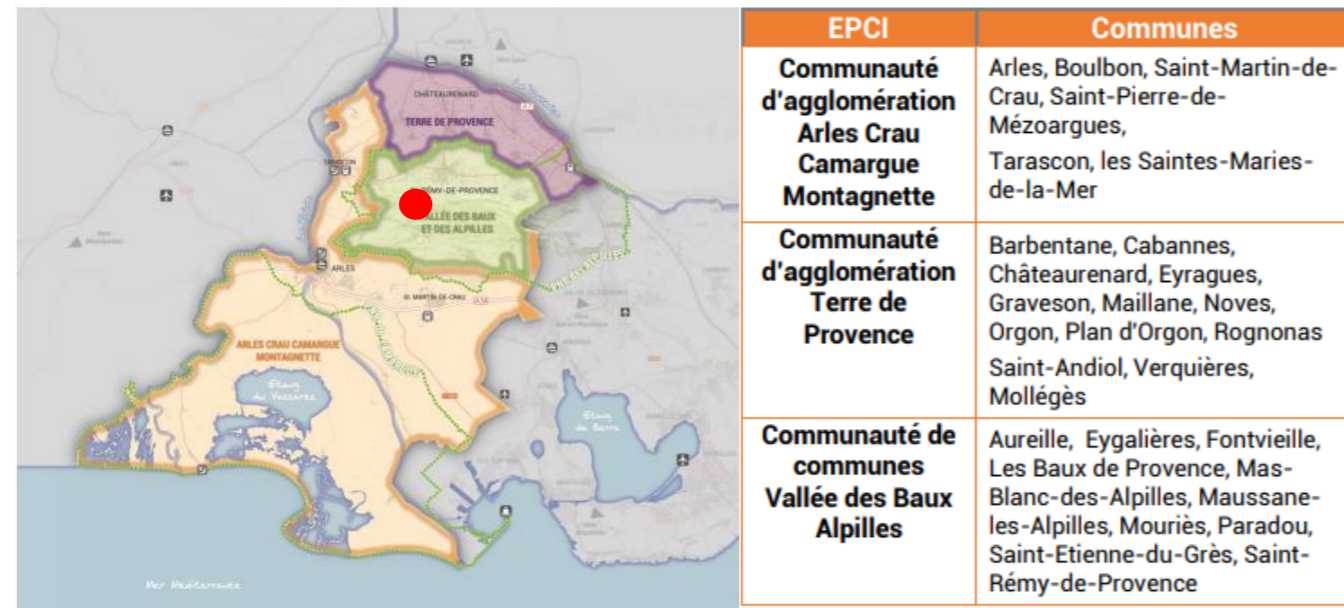 CHÂTEAURENARD
TERRE DE PROVENCE
TARASCON
RÉMY-DE-PROVENCE
VALLÉE DES BAUX
ET DES ALPILLES
ARLES
ST MARTIN-DE-CRAU
ARLES CRAU CAMARGUE
MONTAGNETTE
Étang
du Vaccarès
Étang
de Berre
Mer Méditerranée
EPCI
Communes
Communauté
d'agglomération
Arles Crau
Camargue
Montagnette
Arles, Boulbon, Saint-Martin-de-
Crau, Saint-Pierre-de-
Mézoargues,
Tarascon, les Saintes-Maries-
de-la-Mer
Communauté
d'agglomération
Terre de
Provence
Barbentane, Cabannes,
Châteaurenard, Eyragues,
Graveson, Maillane, Noves,
Orgon, Plan d'Orgon, Rognonas
Saint-Andiol, Verquières,
Mollégès
Communauté de
communes
Vallée des Baux
Alpilles
Aureille, Eygalières, Fontvieille,
Les Baux de Provence, Mas-
Blanc-des-Alpilles, Maussane-
les-Alpilles, Mouriès, Paradou,
Saint-Etienne-du-Grès, Saint-
Rémy-de-Provence